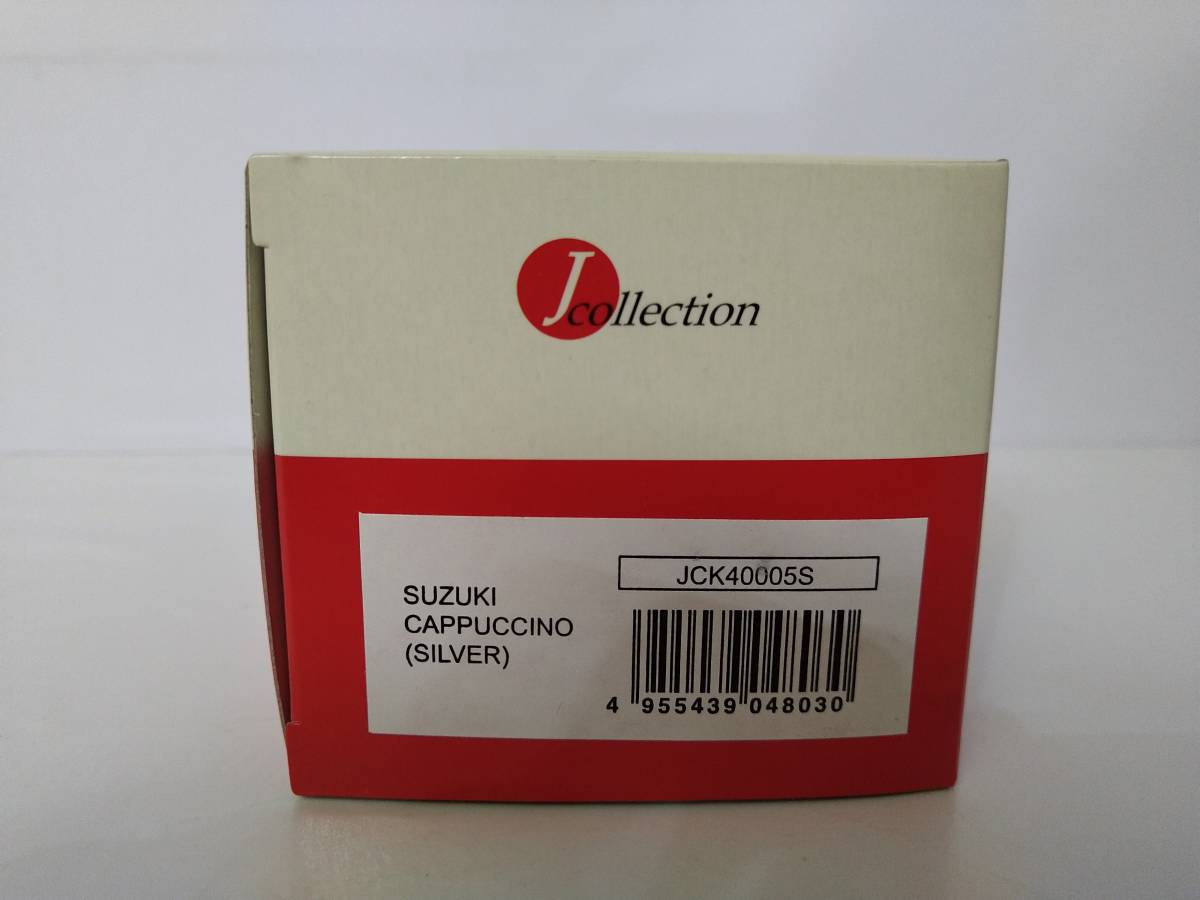 Jcollection
JCK40005S
SUZUKI
CAPPUCCINO
(SILVER)
4 955439 048030